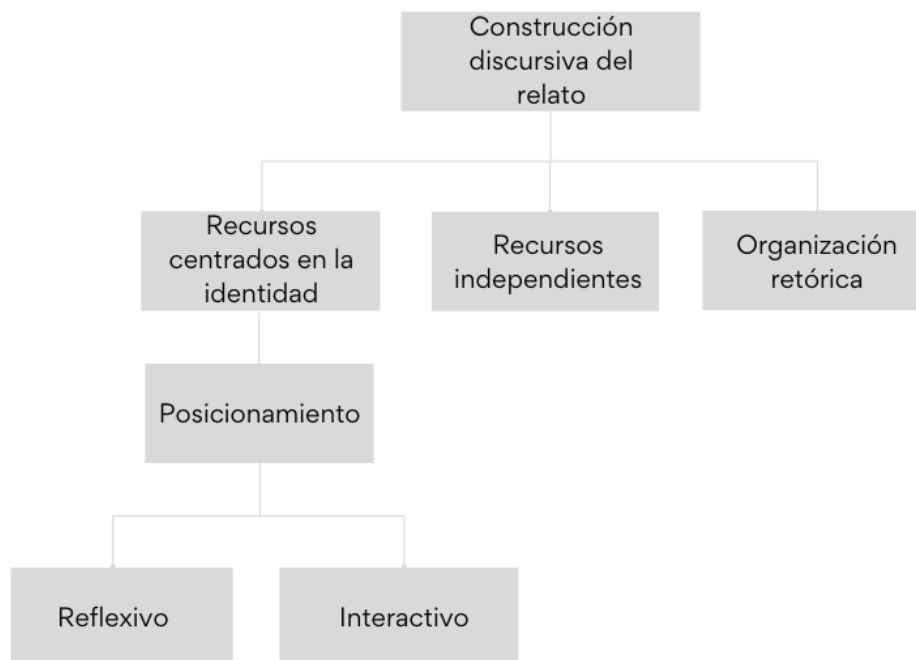 Construcción
discursiva del
relato
Recursos
centrados en la
identidad
Recursos
independientes
Organización
retórica
Posicionamiento
Reflexivo
Interactivo